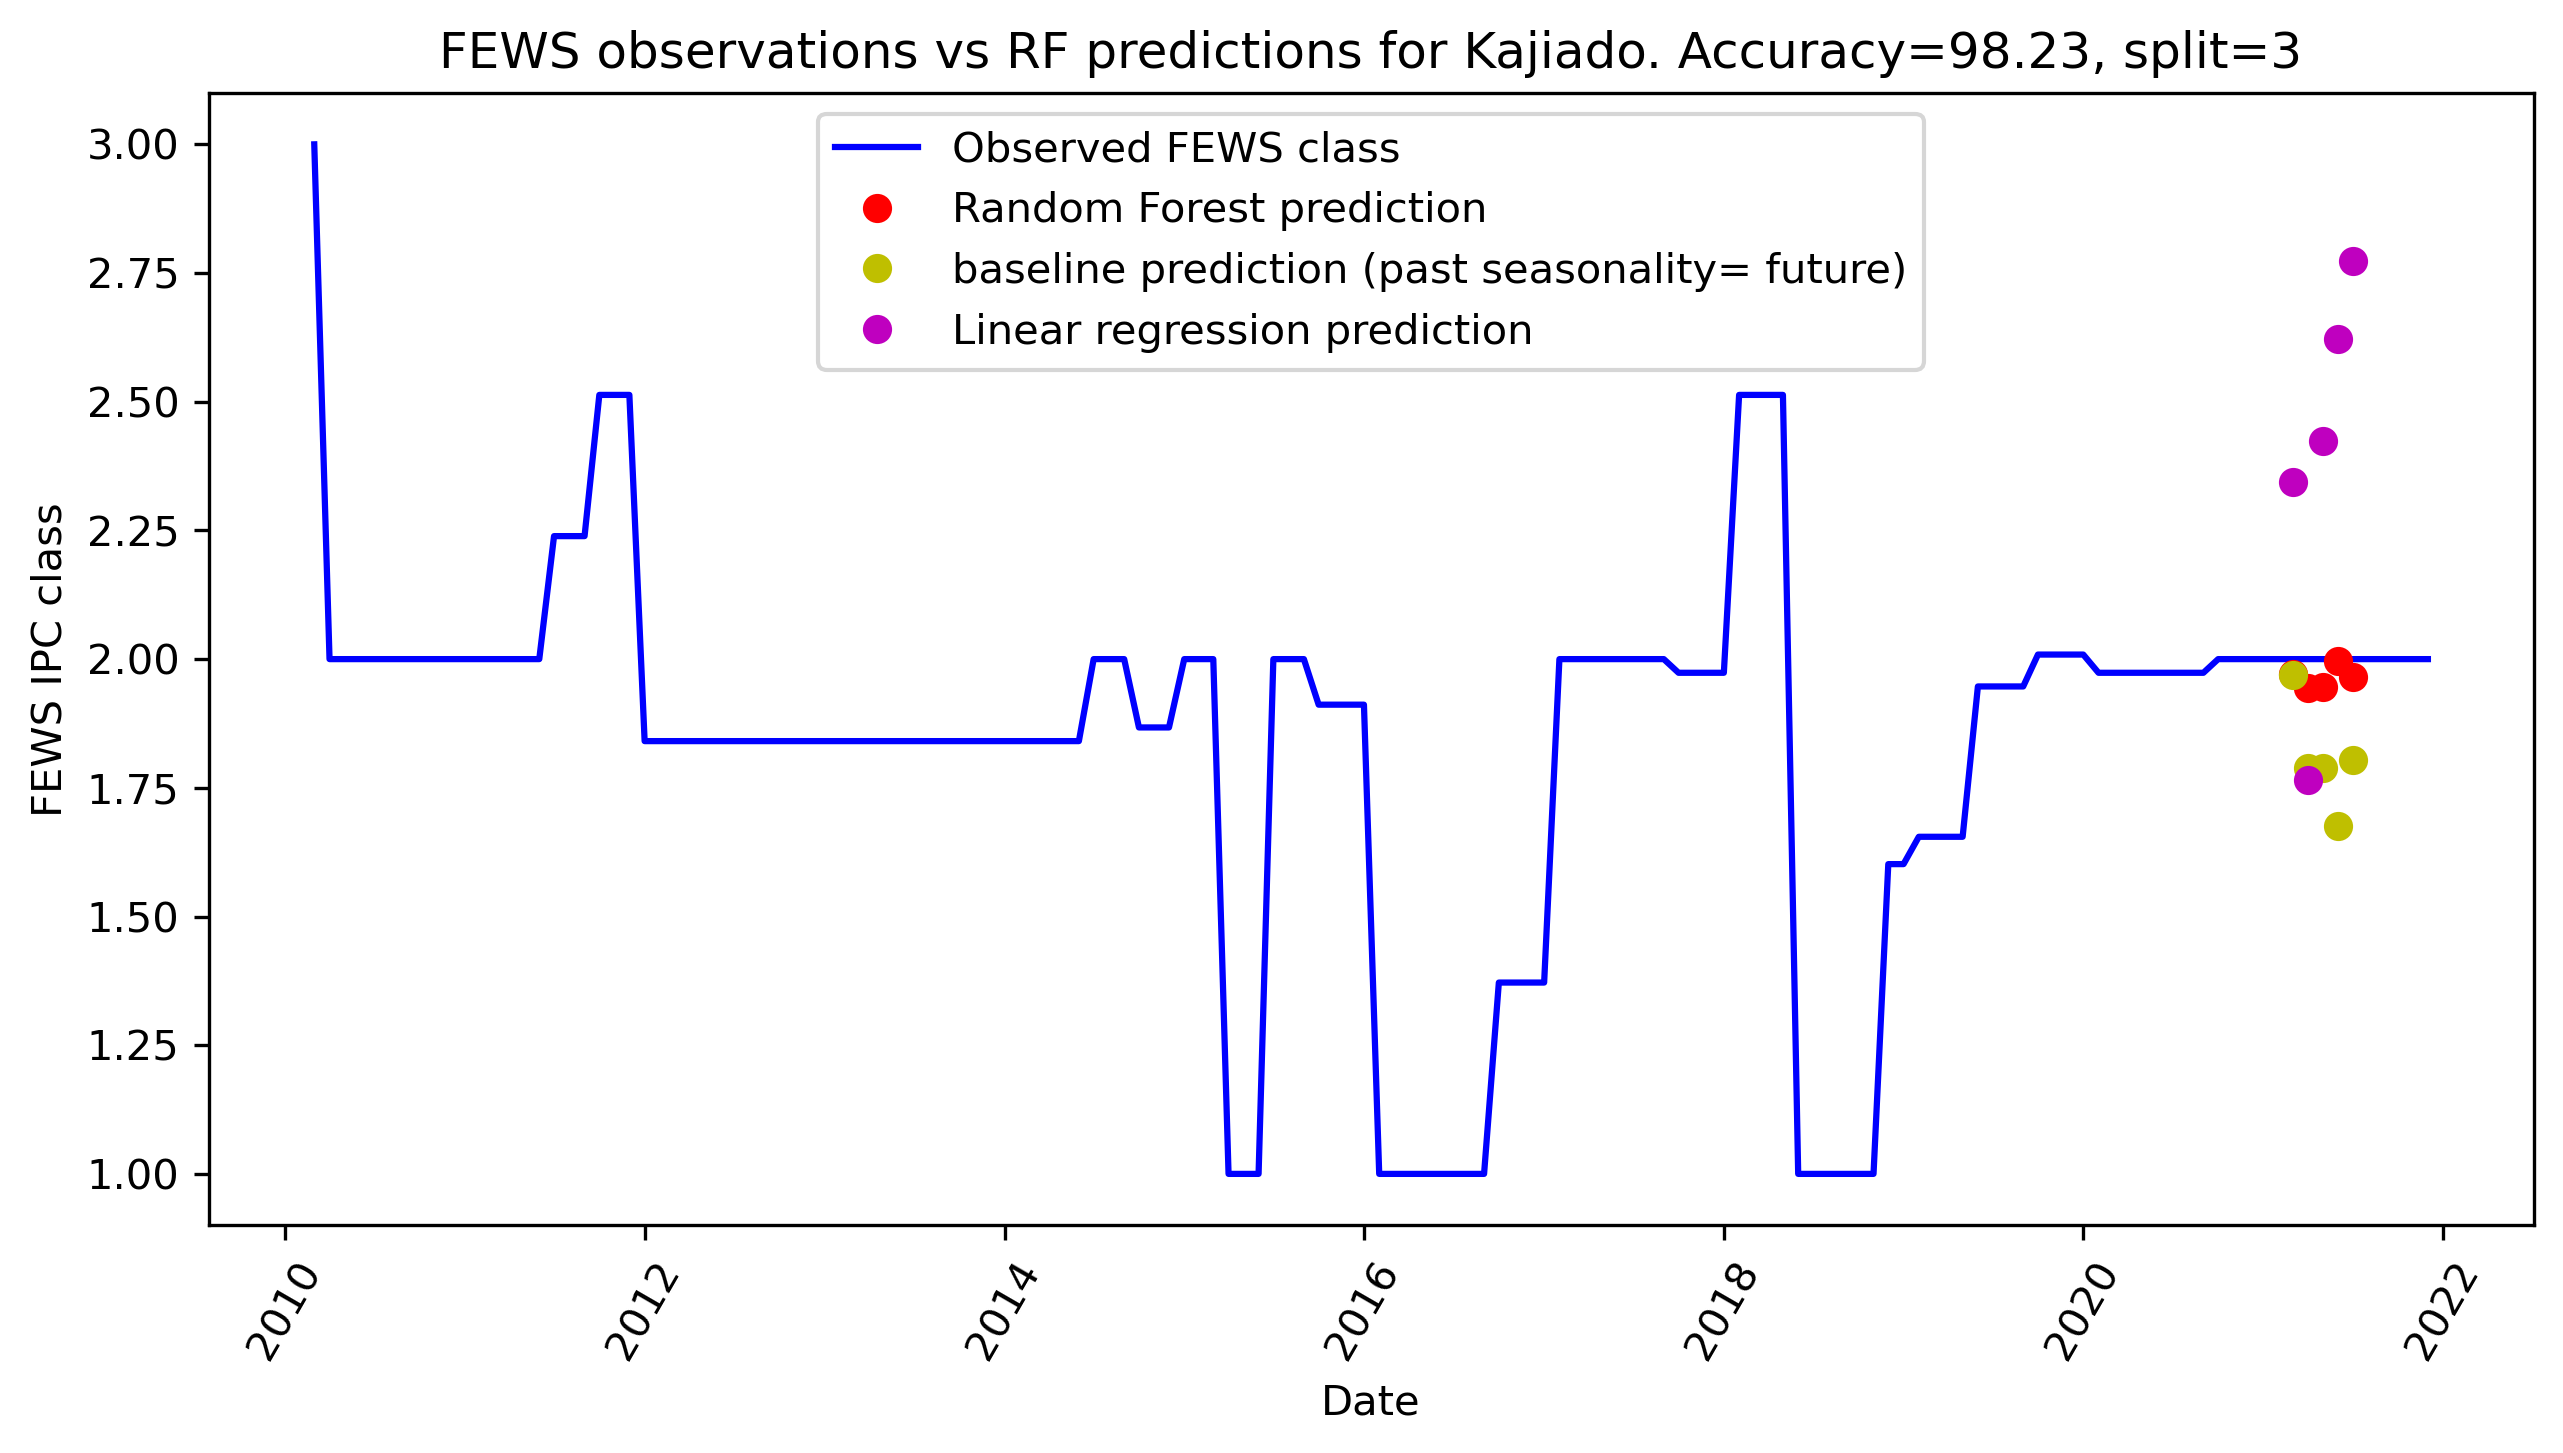 FEWS observations vs RF predictions for Kajiado. Accuracy=98.23, split=3
Observed FEWS class
Random Forest prediction
baseline prediction (past seasonality= future)
Linear regression prediction
FEWS IPC class
3.00
2.75
2.50
2.25
2.00
1.75
1.50
1.25
1.00
2010
2012
2014
2016
2018
2020
2022
Date